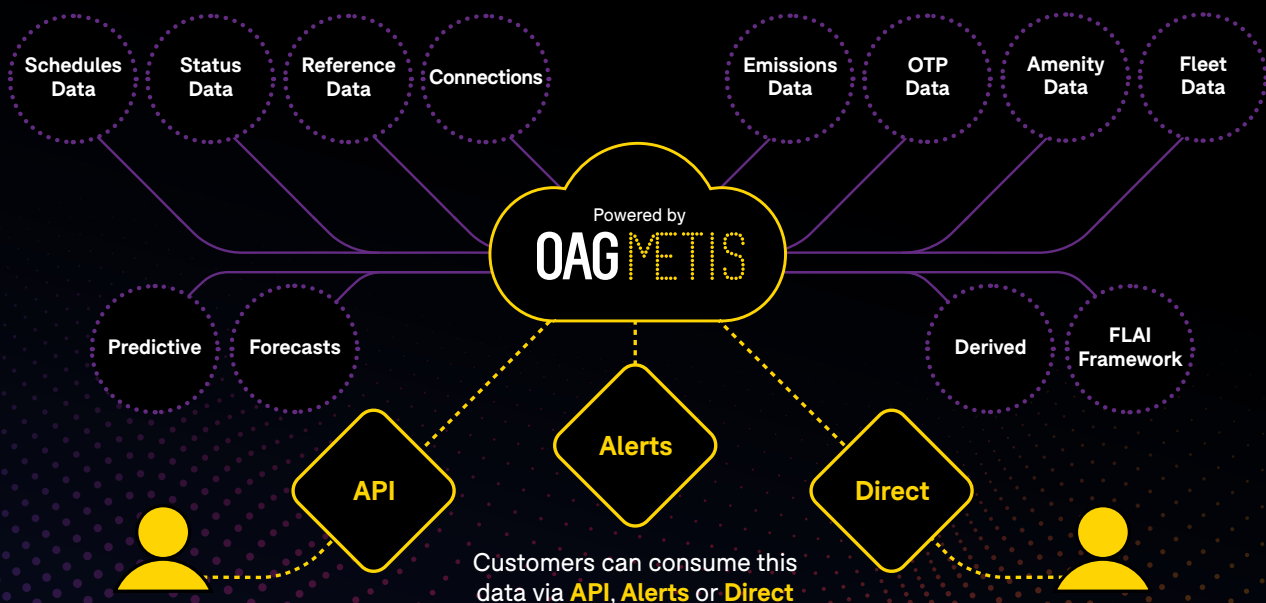 Schedules
Data
Status
Data
Reference
Data
Connections
Emissions
Data
OTP
Data
Amenity
Data
Fleet
Data
Powered by
OAG METIS
Predictive
Forecasts
Derived
FLAI
Framework
API
Alerts
Direct
Customers can consume this
data via API, Alerts or Direct